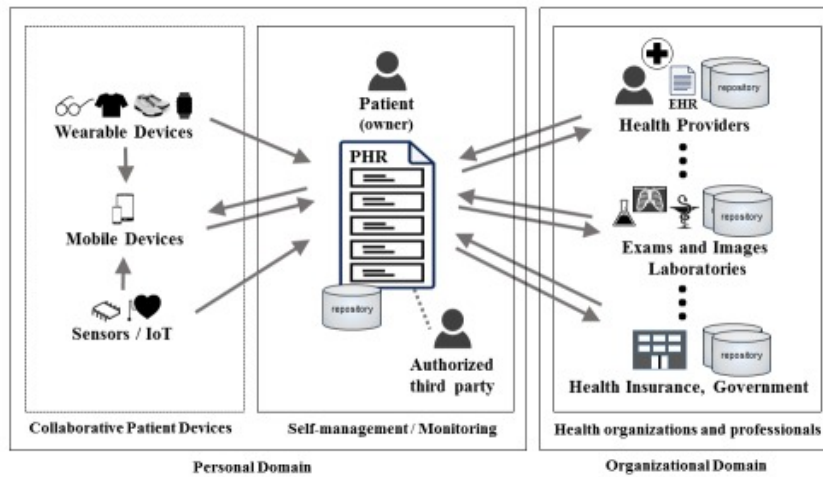 Wearable Devices
Mobile Devices
Sensors / IoT
Collaborative Patient Devices
Patient
(owner)
PHR
repository
Authorized
third party
Self-management / Monitoring
Personal Domain
EHR
repository
Health Providers
repository
Exams and Images
Laboratories
repository
Health Insurance, Government
Health organizations and professionals
Organizational Domain